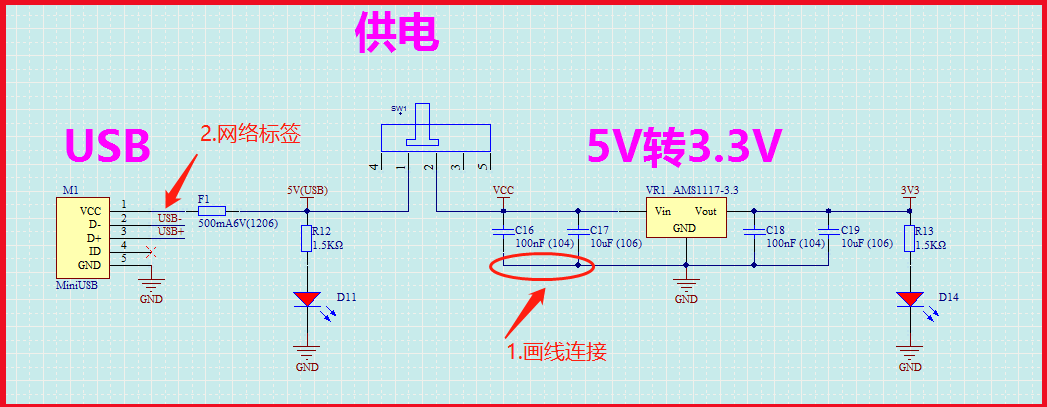 供电
SW1
4 1 2 3 5
USB
2.网络标签
5V转3.3V
M1
VCC 1
D- 2
D+ 3
ID 4
GND 5
MiniUSB
USB-
USB+
GND
F1
500mA6V(1206)
5V(USB)
R12
1.5KΩ
D11
GND
VCC
C16
100nF (104)
C17
10uF (106)
VR1 AMS1117-3.3
Vin Vout
GND
GND
C18
100nF (104)
C19
10uF (106)
3V3
R13
1.5KΩ
D14
GND
1.画线连接